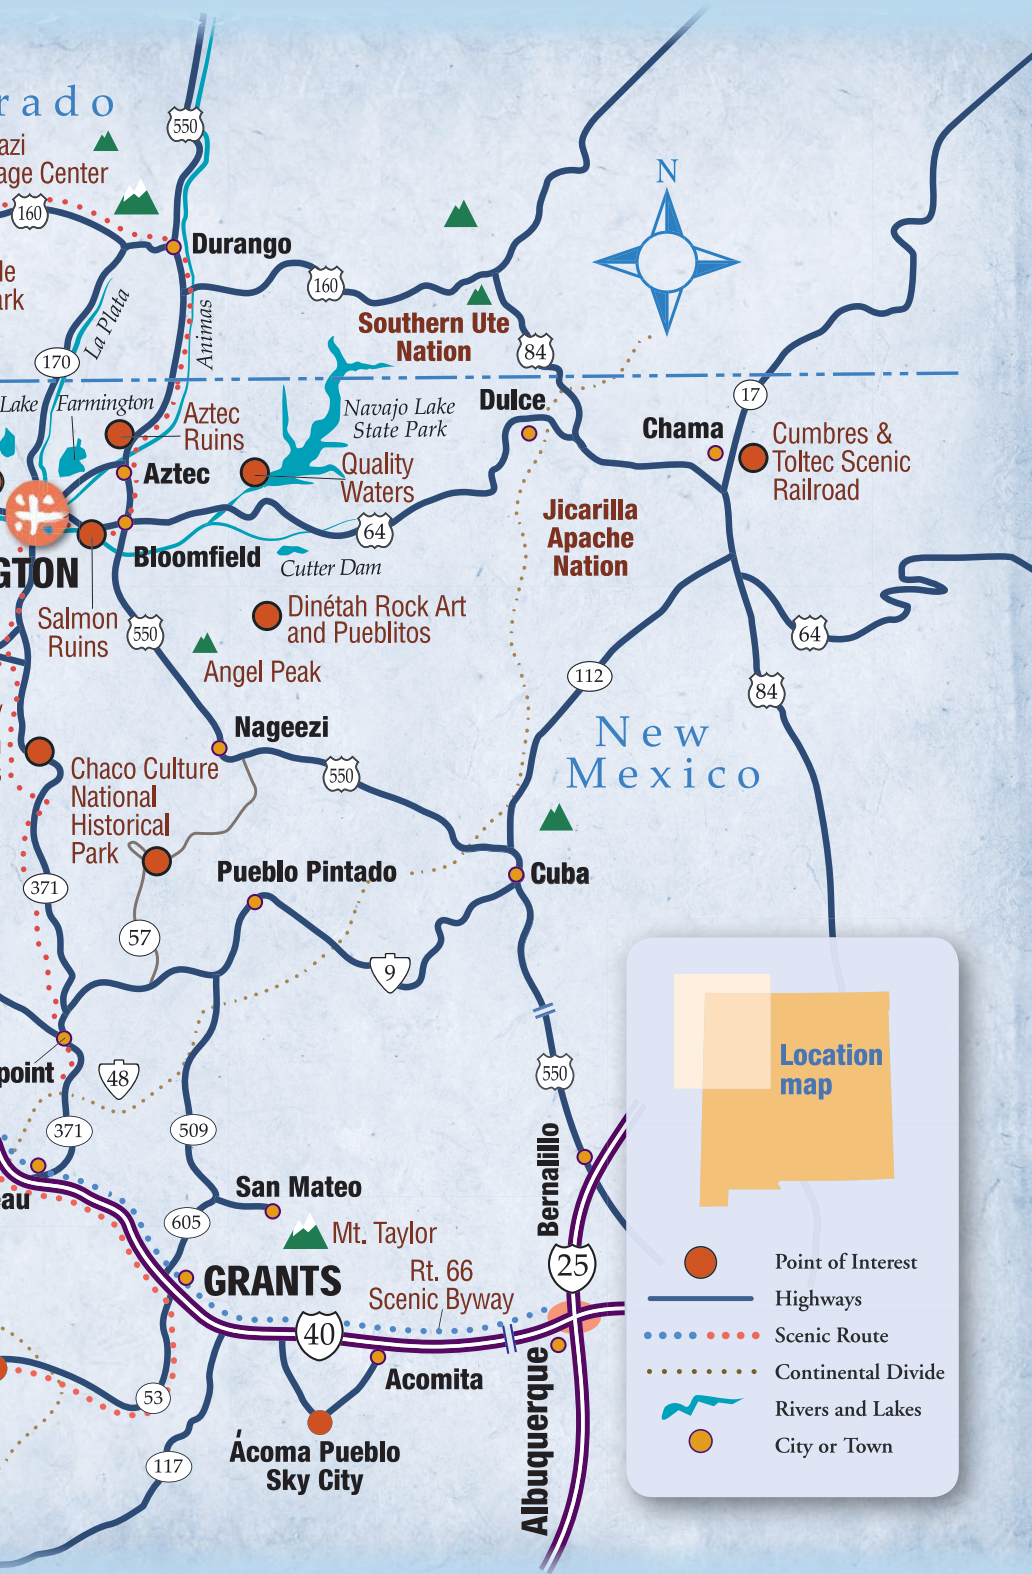 rado
550
azi
age Center
160
Durango
N
le
ark
La Plata
Animas
160
Southern Ute
Nation
84
170
17
Lake
Farmington
Aztec
Ruins
Navajo Lake
State Park
Dulce
Chama
Cumbres &
Toltec Scenic
Railroad
Aztec
Quality
Waters
64
Jicarilla
Apache
Nation
GTON
Bloomfield
Cutter Dam
Salmon
Ruins
550
Dinétah Rock Art
and Pueblitos
64
Angel Peak
112
84
Nageezi
New
Mexico
550
Chaco Culture
National
Historical
Park
371
Pueblo Pintado
Cuba
57
9
point
48
550
Location
map
371
509
Bernalillo
eau
San Mateo
605
Mt. Taylor
GRANTS
Rt. 66
Scenic Byway
25
40
Acomita
53
Albuquerque
Ácoma Pueblo
Sky City
117
Point of Interest
Highways
Scenic Route
Continental Divide
Rivers and Lakes
City or Town